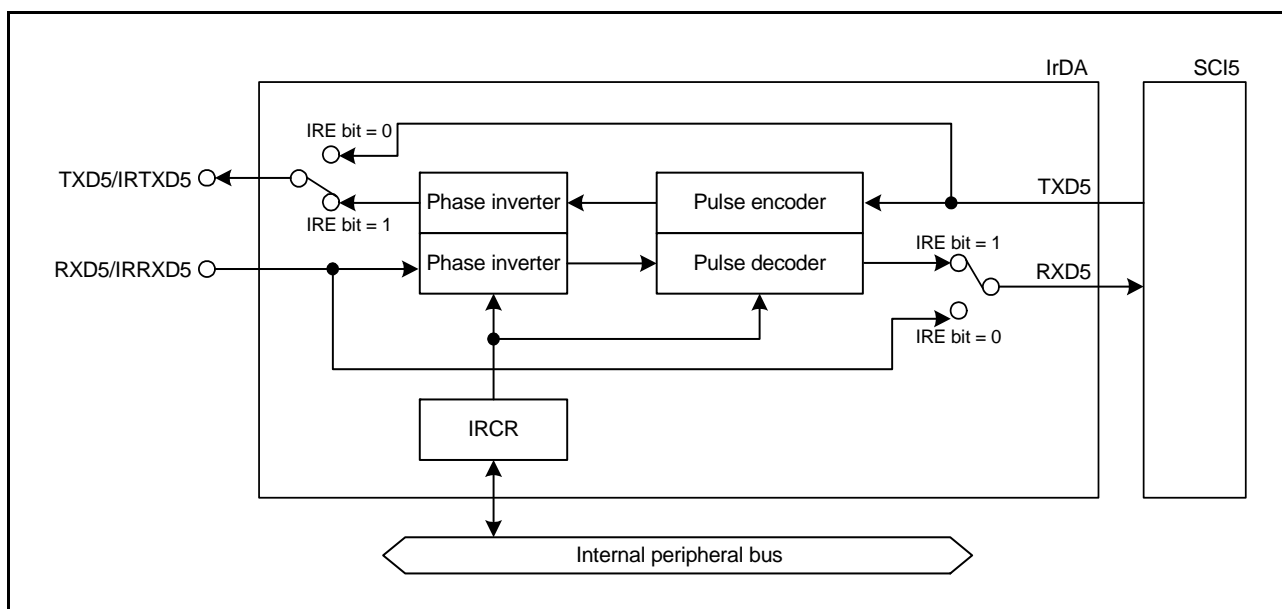 IrDA
SCI5
IRE bit = 0
TXD5/IRTXD5
Phase inverter
Pulse encoder
TXD5
IRE bit = 1
RXD5/IRRXD5
Phase inverter
Pulse decoder
IRE bit = 1
RXD5
IRE bit = 0
IRCR
Internal peripheral bus